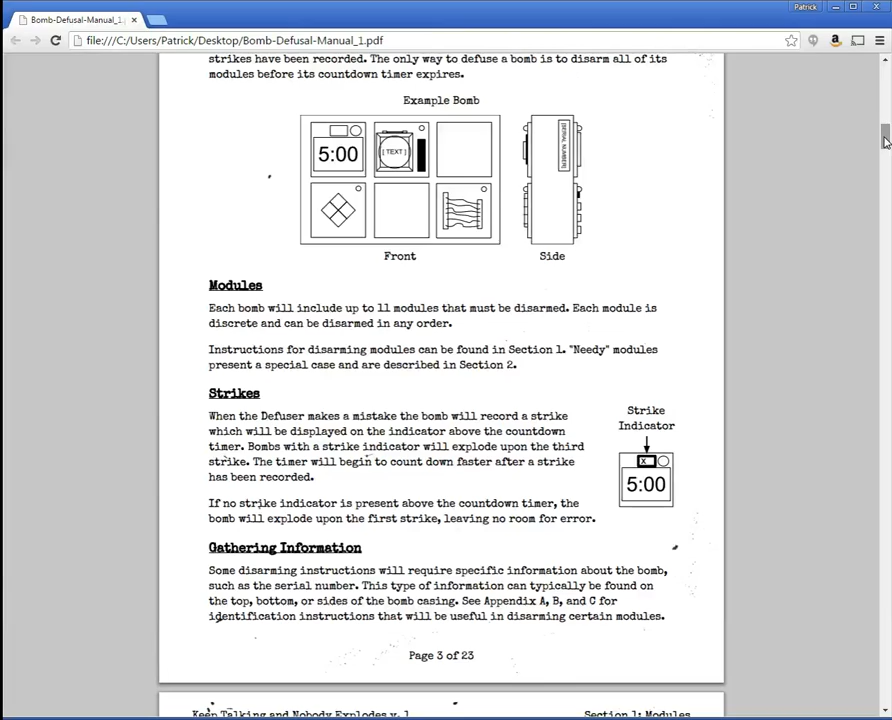 Patrick
Bomb-Defusal-Manual_1.p
file:///C:/Users/Patrick/Desktop/Bomb-Defusal-Manual_1.pdf
strikes have been recorded. The only way to defuse a bomb is to disarm all of its
modules before its countdown timer expires.
Example Bomb
5:00
[ TEXT ]
[SERIAL NUMBER]
Front
Side
Modules
Each bomb will include up to 11 modules that must be disarmed. Each module is
discrete and can be disarmed in any order.
Instructions for disarming modules can be found in Section 1. "Needy" modules
present a special case and are described in Section 2.
Strikes
When the Defuser makes a mistake the bomb will record a strike
which will be displayed on the indicator above the countdown
timer. Bombs with a strike indicator will explode upon the third
strike. The timer will begin to count down faster after a strike
has been recorded.
Strike
Indicator
X
5:00
If no strike indicator is present above the countdown timer, the
bomb will explode upon the first strike, leaving no room for error.
Gathering Information
Some disarming instructions will require specific information about the bomb,
such as the serial number. This type of information can typically be found on
the top, bottom, or sides of the bomb casing. See Appendix A, B, and C for
identification instructions that will be useful in disarming certain modules.
Page 3 of 23
Keep Talking and Nobody Explodes v. 1
Section 1: Modules